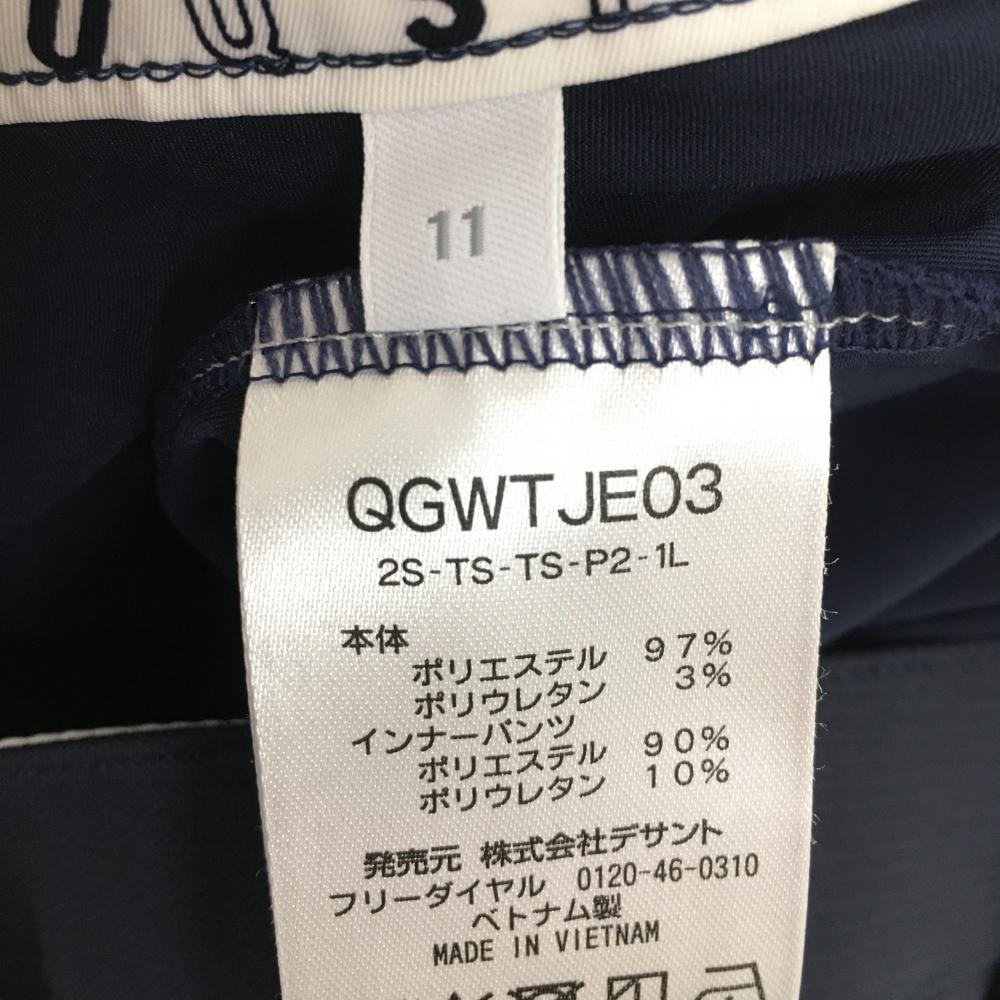 11
QGWTJE03
2S-TS-TS-P2-1L
本体
ポリエステル 97%
ポリウレタン 3%
インナーパンツ
ポリエステル 90%
ポリウレタン 10%
発売元 株式会社デサント
フリーダイヤル 0120-46-0310
ベトナム製
MADE IN VIETNAM